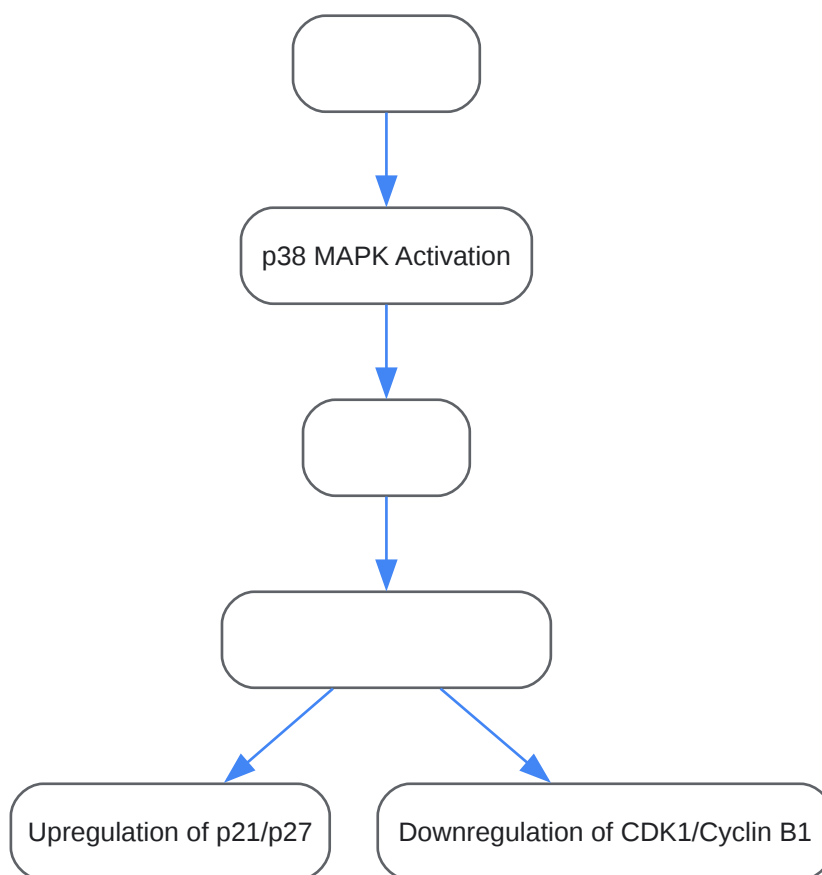 p38 MAPK Activation
Upregulation of p21/p27
Downregulation of CDK1/Cyclin B1